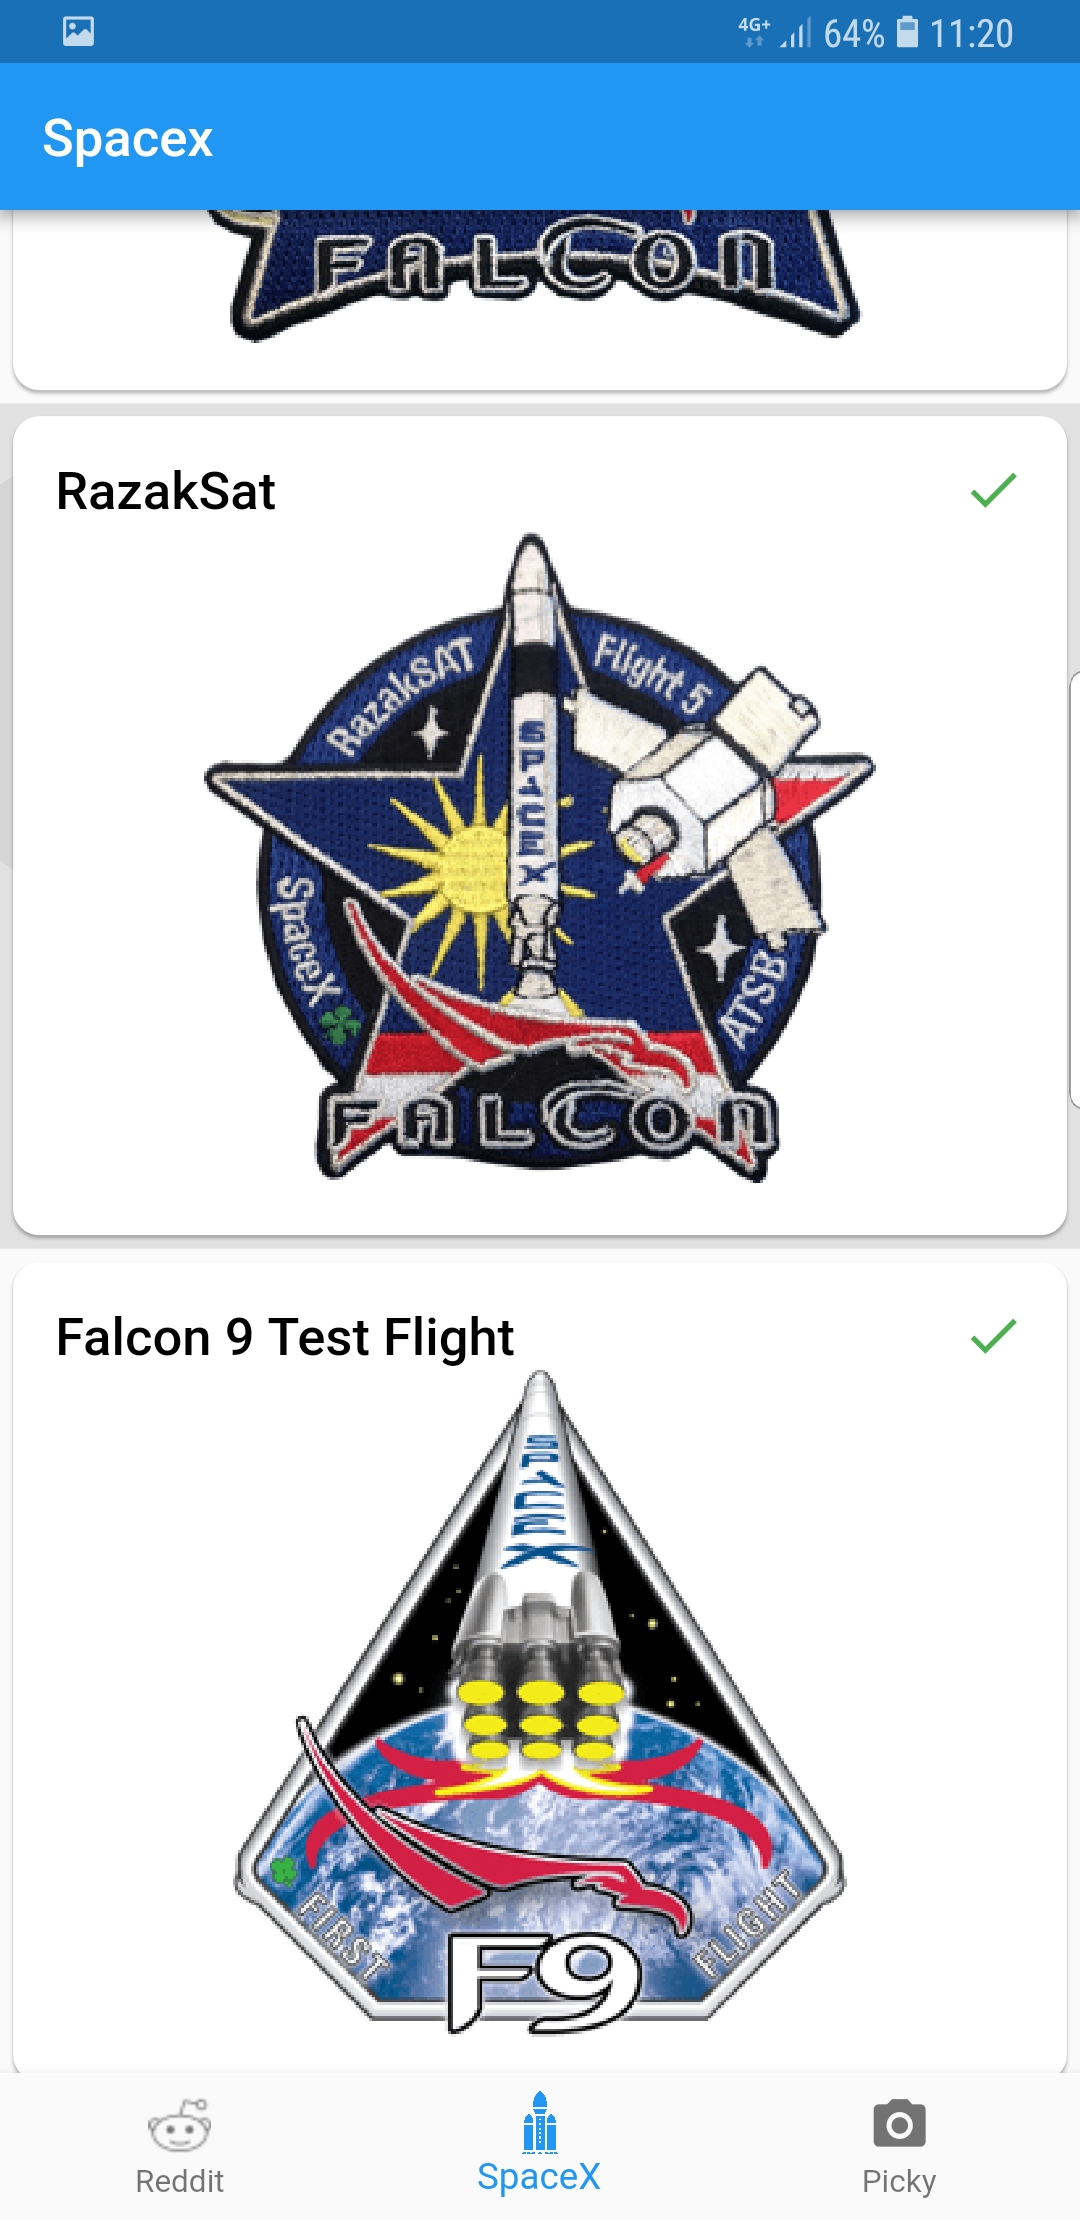 4G+ 64% 11:20
Spacex
FALCON
RazakSat
RazakSAT
Flight 5
SPACEX
SpaceX
ATSB
FALCON
Falcon 9 Test Flight
SPACEX
FIRST
FLIGHT
F9
Reddit
SpaceX
Picky